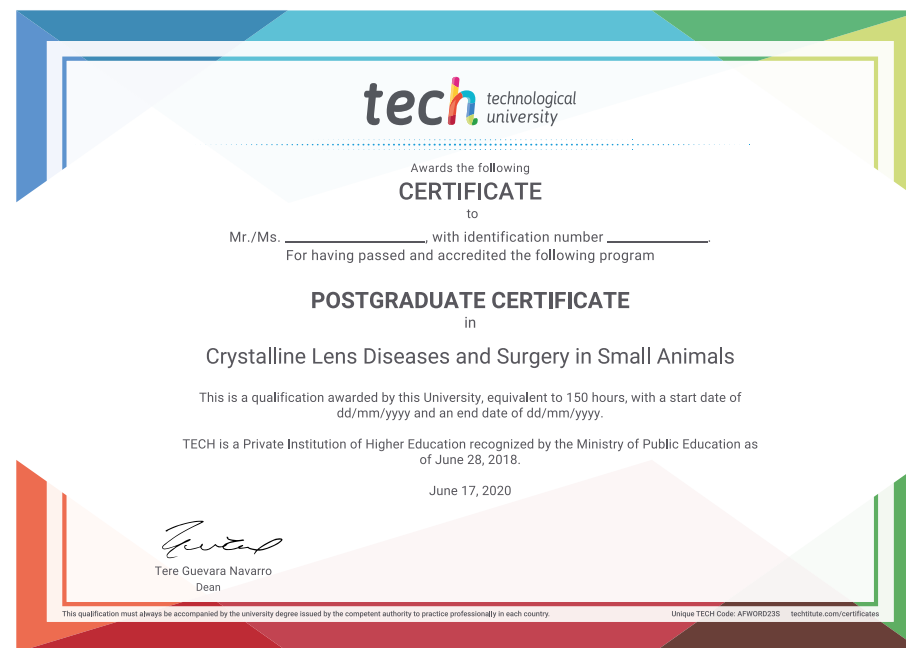 tech technological
university
Awards the following
CERTIFICATE
to
Mr./Ms. ____________________, with identification number ______________.
For having passed and accredited the following program
POSTGRADUATE CERTIFICATE
in
Crystalline Lens Diseases and Surgery in Small Animals
This is a qualification awarded by this University, equivalent to 150 hours, with a start date of
dd/mm/yyyy and an end date of dd/mm/yyyy.
TECH is a Private Institution of Higher Education recognized by the Ministry of Public Education as
of June 28, 2018.
June 17, 2020
Tere Guevara Navarro
Dean
This qualification must always be accompanied by the university degree issued by the competent authority to practice professionally in each country.
Unique TECH Code: AFWORD23S techtitute.com/certificates